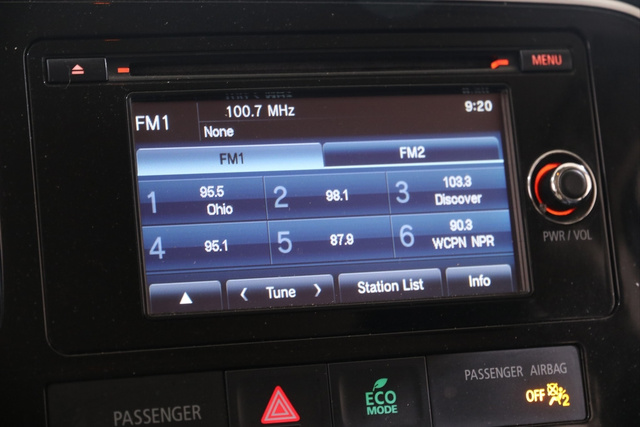 MENU
100.7 MHz
9:20
FM1
None
FM1
FM2
1
95.5
Ohio
2
98.1
3
103.3
Discover
4
95.1
5
87.9
6
90.3
WCPN NPR
Tune
Station List
Info
PWR / VOL
PASSENGER
ECO
MODE
PASSENGER AIRBAG
OFF
2